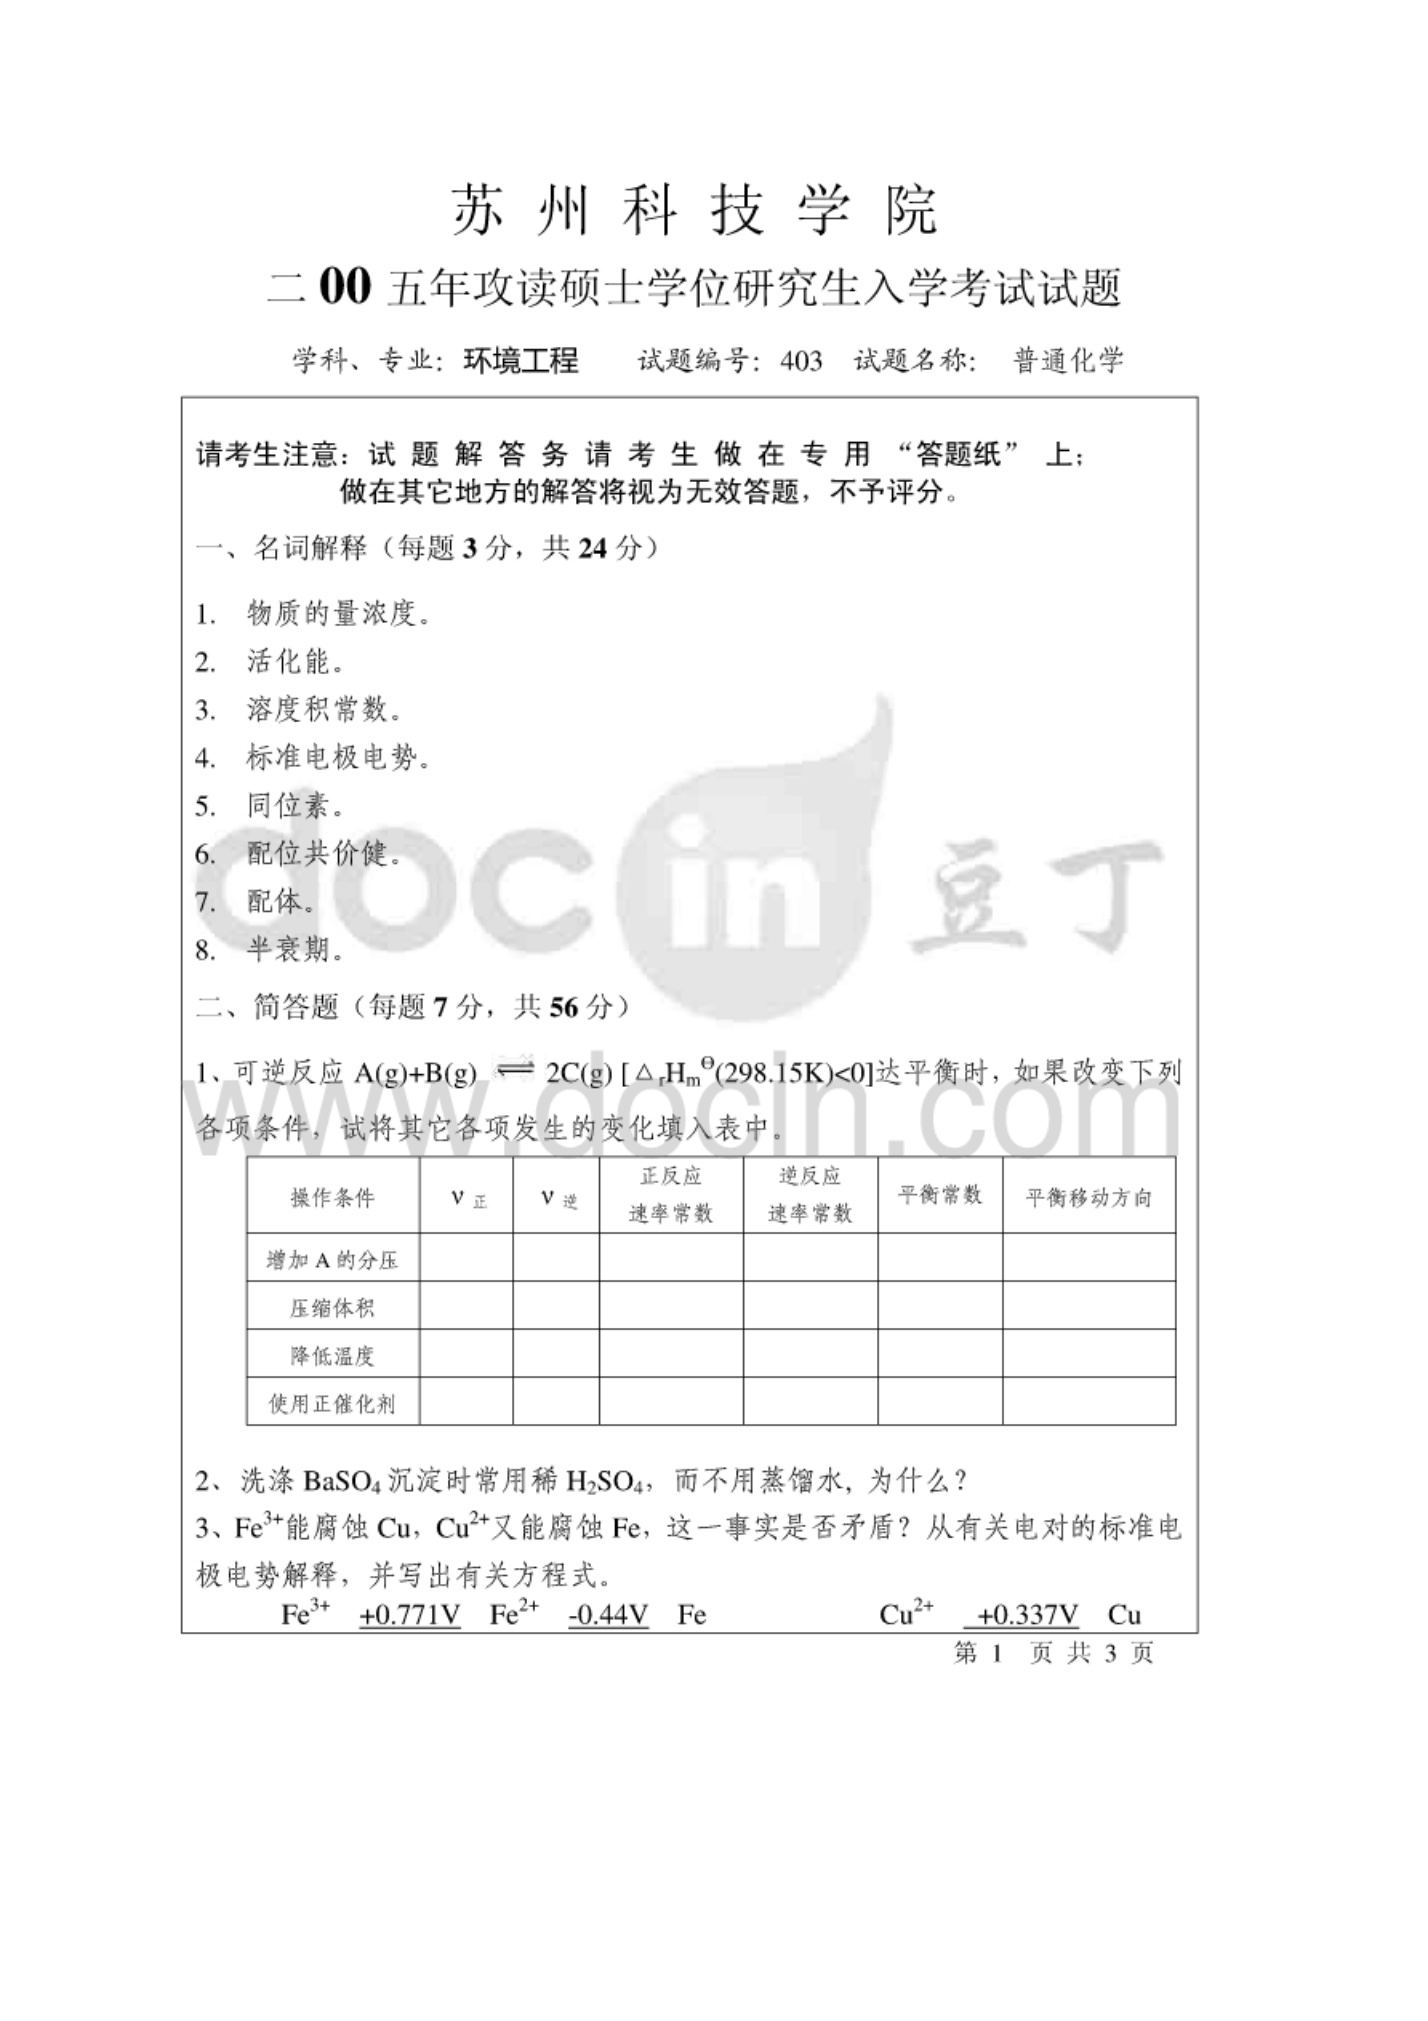 苏州科技学院
二00五年攻读硕士学位研究生入学考试试题
学科、专业：环境工程 试题编号：403 试题名称： 普通化学
请考生注意：试题解答务请考生做在专用“答题纸”上；
做在其它地方的解答将视为无效答题，不予评分。
一、名词解释（每题3分，共24分）
1. 物质的量浓度。
2. 活化能。
3. 溶度积常数。
4. 标准电极电势。
5. 同位素。
6. 配位共价健。
7. 配体。
8. 半衰期。
docin 豆丁
二、简答题（每题7分，共56分）
1、可逆反应 A(g)+B(g) ⇌ 2C(g) [△rHmΘ(298.15K)<0]达平衡时，如果改变下列
www.docin.com
各项条件，试将其它各项发生的变化填入表中。
操作条件 ν正 ν逆 正反应速率常数 逆反应速率常数 平衡常数 平衡移动方向
增加 A 的分压
压缩体积
降低温度
使用正催化剂
2、洗涤 BaSO4 沉淀时常用稀 H2SO4，而不用蒸馏水，为什么？
3、Fe3+能腐蚀 Cu，Cu2+又能腐蚀 Fe，这一事实是否矛盾？从有关电对的标准电
极电势解释，并写出有关方程式。
Fe3+ +0.771V Fe2+ -0.44V Fe Cu2+ +0.337V Cu
第 1 页 共 3 页